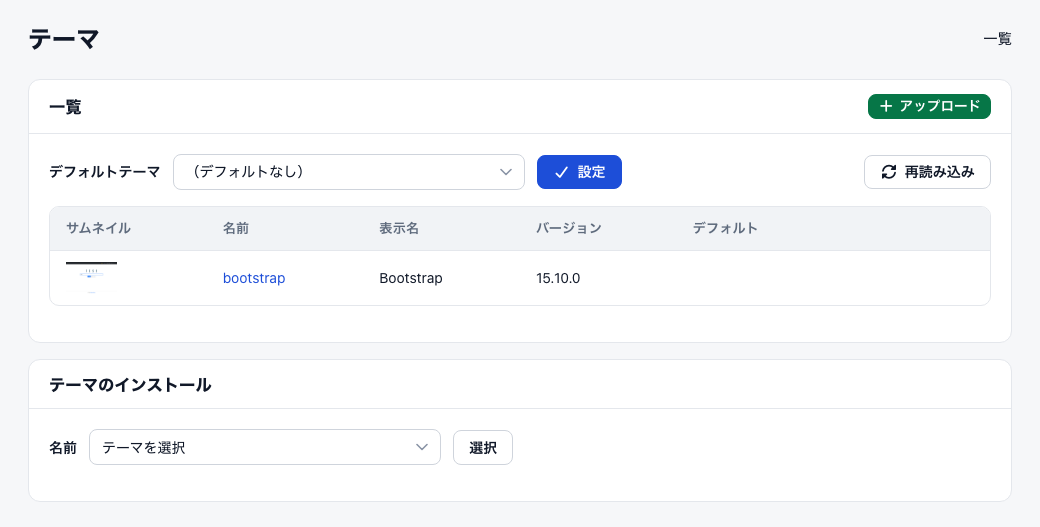 テーマ
一覧
一覧
アップロード
デフォルトテーマ
（デフォルトなし）
設定
再読み込み
サムネイル 名前 表示名 バージョン デフォルト
bootstrap Bootstrap 15.10.0
テーマのインストール
名前
テーマを選択
選択